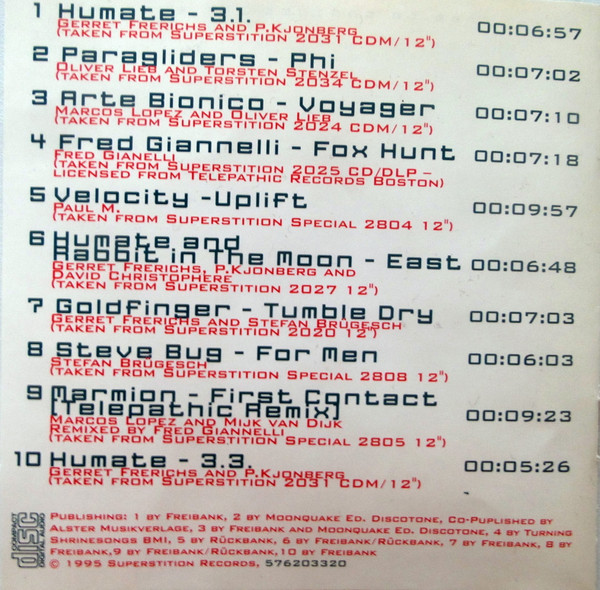 1 Humate - 3.1. 00:06:57
Gerret Frerichs and P.Kjonberg
(taken from Superstition 2031 CDM/12")
2 Paragliders - Phi 00:07:02
Oliver Lieb and Torsten Stenzel
(taken from Superstition 2034 CDM/12")
3 Arte Bionico - Voyager 00:07:10
Marcos Lopez and Oliver Lieb
(taken from Superstition 2024 CDM/12")
4 Fred Giannelli - Fox Hunt 00:07:18
Fred Gianelli
(taken from Superstition 2025 CD/DLP –
licensed from Telepathic Records Boston)
5 Velocity -Uplift 00:09:57
Paul M.
(taken from Superstition Special 2804 12")
6 Humate and
Rabbit in The Moon - East 00:06:48
Gerret Frerichs, P.Kjonberg and
David Christophere
(taken from Superstition 2027 12")
7 Goldfinger - Tumble Dry 00:07:03
Gerret Frerichs and Stefan Brügesch
(taken from Superstition 2020 12")
8 Steve Bug - For Men 00:06:03
Stefan Brügesch
(taken from Superstition Special 2808 12")
9 Marmion - First Contact
[Telepathic Remix] 00:09:23
Marcos Lopez and Mijk van Dijk
Remixed by Fred Giannelli
(taken from Superstition Special 2805 12")
10 Humate - 3.3. 00:05:26
Gerret Frerichs and P.Kjonberg
(taken from Superstition 2031 CDM/12")
COMPACT
disc
DIGITAL AUDIO
Publishing: 1 by Freibank, 2 by Moonquake Ed. Discotone, Co-Puplished by
Alster Musikverlage, 3 by Freibank and Moonquake Ed. Discotone, 4 by Turning
Shrinesongs BMI, 5 by Rückbank, 6 by Freibank/Rückbank, 7 by Freibank, 8 by
Freibank,9 by Freibank/Rückbank,10 by Freibank
© 1995 Superstition Records, 576203320